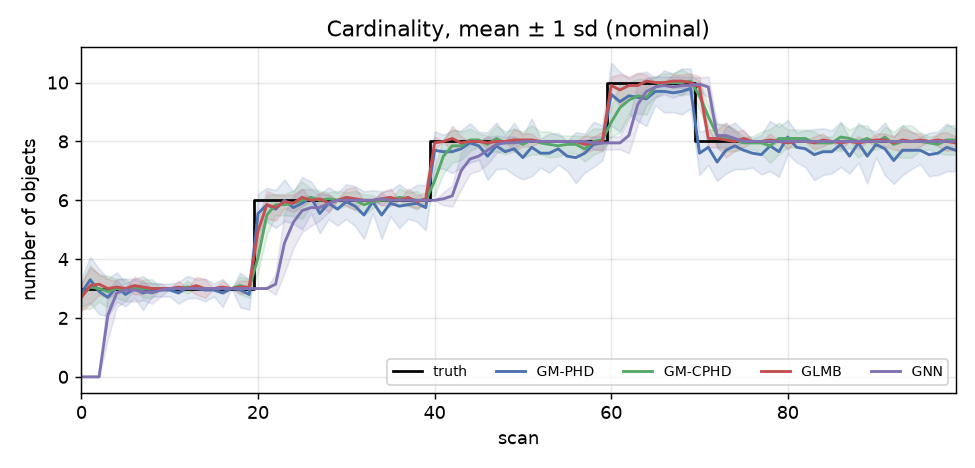 Cardinality, mean ± 1 sd (nominal)
number of objects
10
8
6
4
2
0
truth GM-PHD GM-CPHD GLMB GNN
0 20 40 60 80
scan